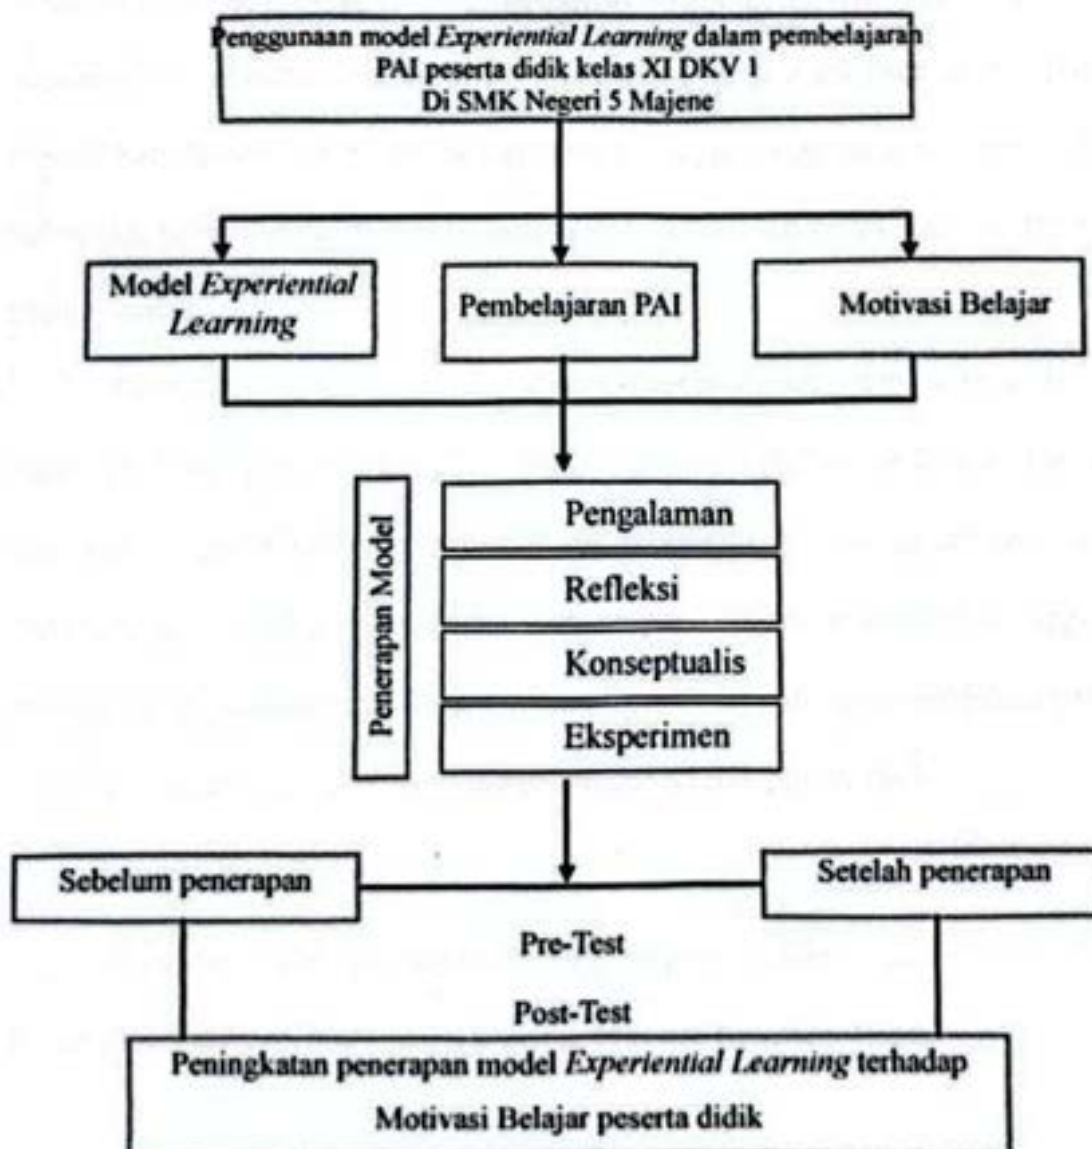 Penggunaan model Experiential Learning dalam pembelajaran
PAI peserta didik kelas XI DKV 1
Di SMK Negeri 5 Majene
Model Experiential
Learning
Pembelajaran PAI
Motivasi Belajar
Penerapan Model
Pengalaman
Refleksi
Konseptualis
Eksperimen
Sebelum penerapan
Setelah penerapan
Pre-Test
Post-Test
Peningkatan penerapan model Experiential Learning terhadap
Motivasi Belajar peserta didik